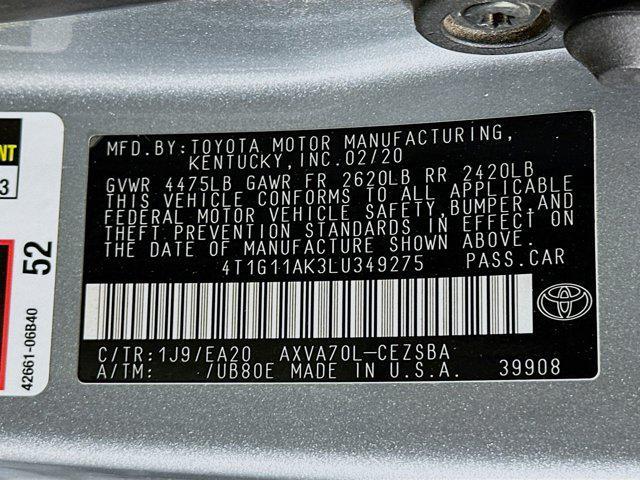 MFD.BY:TOYOTA MOTOR MANUFACTURING,
KENTUCKY,INC.02/20
GVWR 4475LB GAWR FR 2620LB RR 2420LB
THIS VEHICLE CONFORMS TO ALL APPLICABLE
FEDERAL MOTOR VEHICLE SAFETY,BUMPER,AND
THEFT PREVENTION STANDARDS IN EFFECT ON
THE DATE OF MANUFACTURE SHOWN ABOVE.
4T1G11AK3LU349275 PASS.CAR
C/TR:1J9/EA20 AXVA70L-CEZSBA
A/TM: /UB80E MADE IN U.S.A. 39908
3
52
42661-06B40